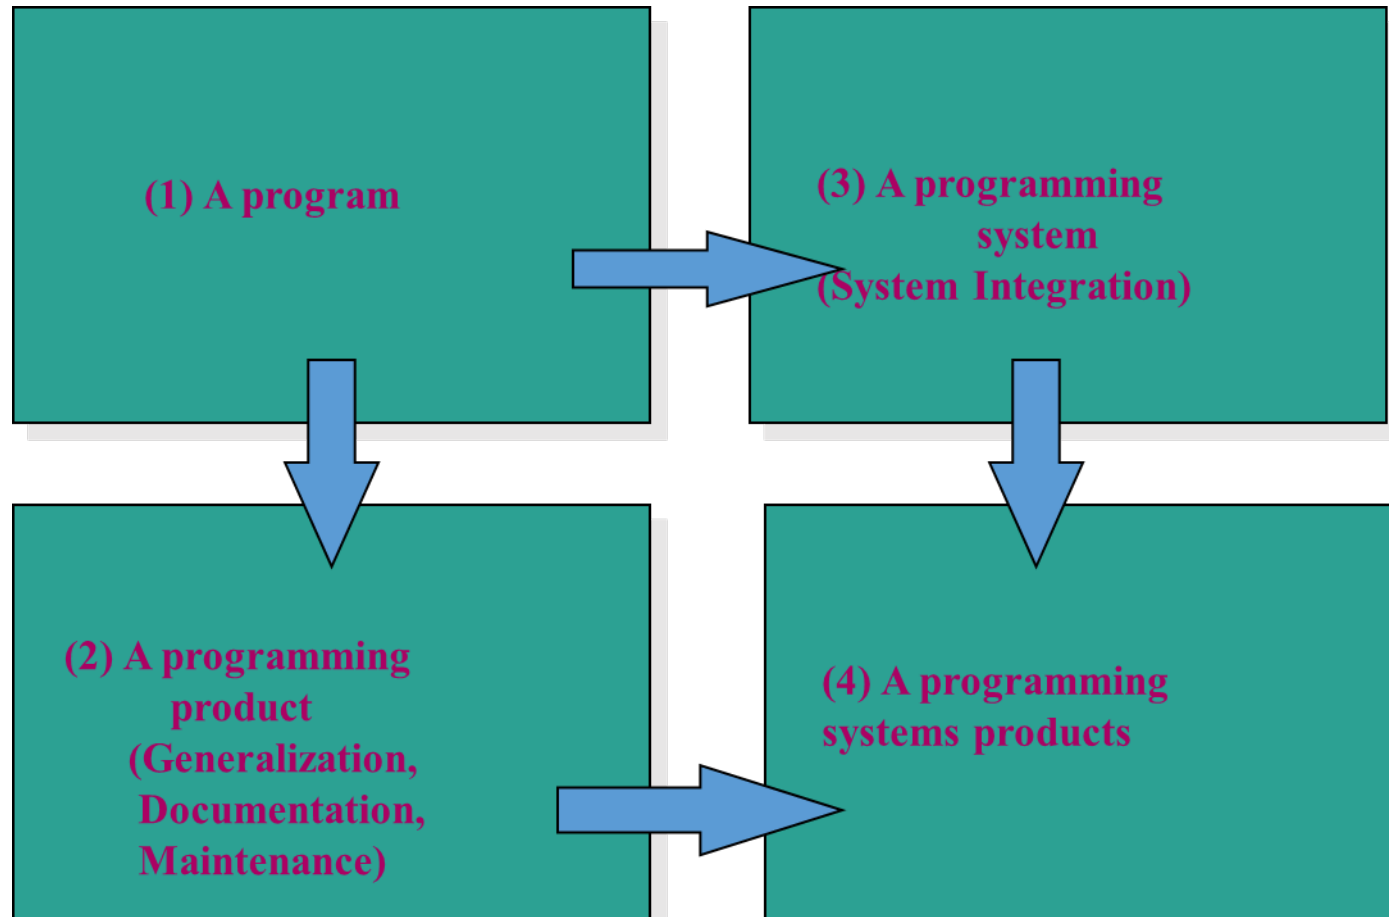 (1) A program
(3) A programming
system
(System Integration)
(2) A programming
product
(Generalization,
Documentation,
Maintenance)
(4) A programming
systems products